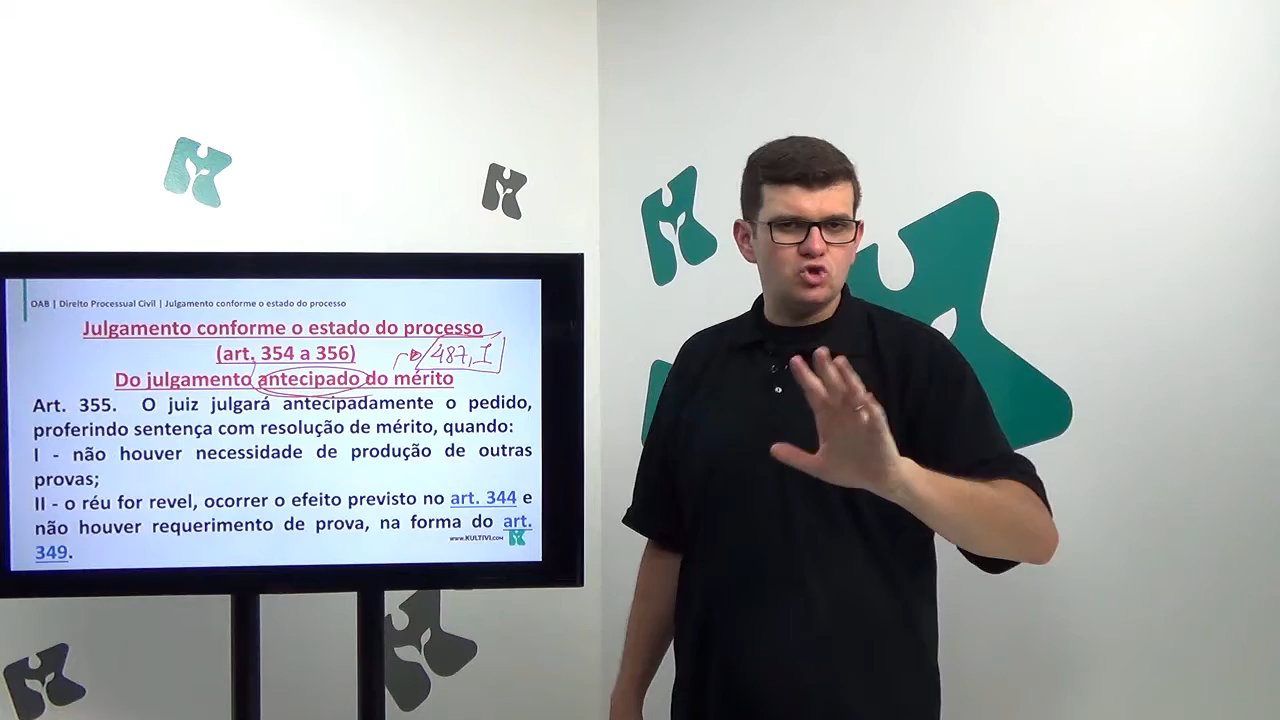 OAB | Direito Processual Civil | Julgamento conforme o estado do processo
Julgamento conforme o estado do processo
(art. 354 a 356)
487, I
Do julgamento antecipado do mérito
Art. 355. O juiz julgará antecipadamente o pedido,
proferindo sentença com resolução de mérito, quando:
I - não houver necessidade de produção de outras
provas;
II - o réu for revel, ocorrer o efeito previsto no art. 344 e
não houver requerimento de prova, na forma do art.
349.
www.KULTIVI.com